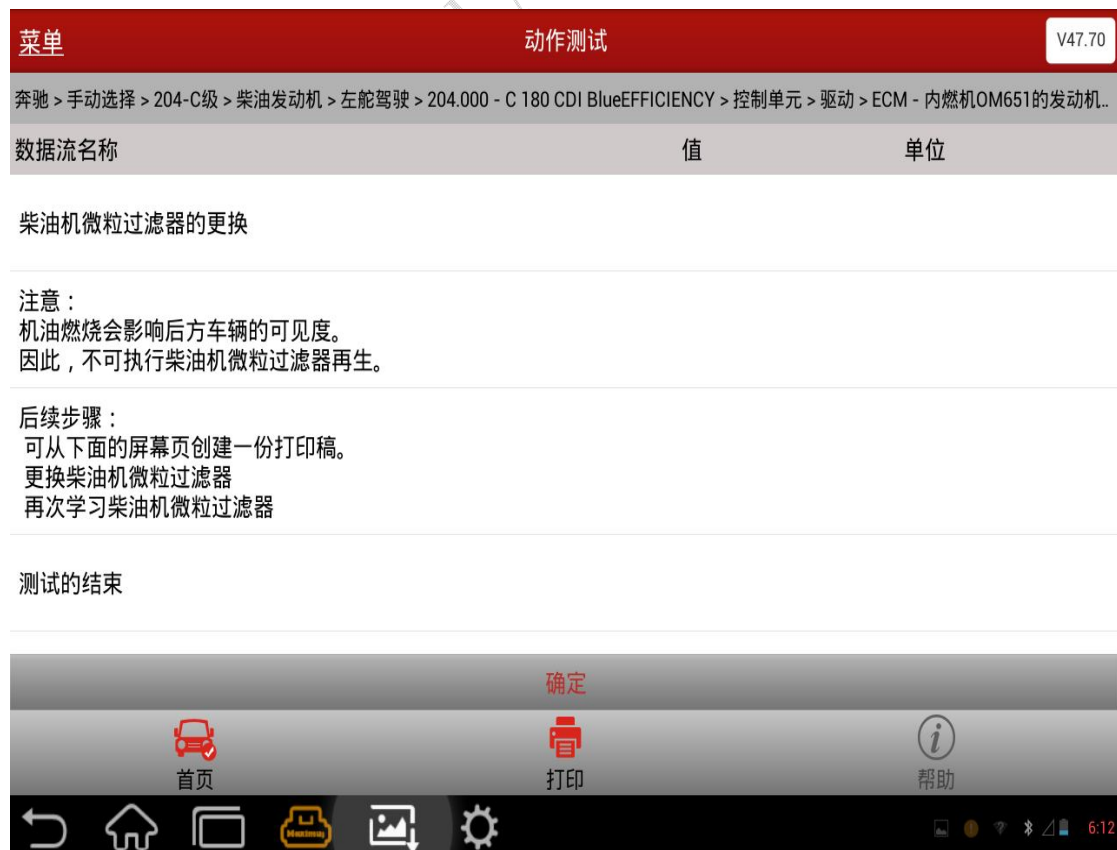 菜单
动作测试
V47.70
奔驰 > 手动选择 > 204-C级 > 柴油发动机 > 左舵驾驶 > 204.000 - C 180 CDI BlueEFFICIENCY > 控制单元 > 驱动 > ECM - 内燃机OM651的发动机..
数据流名称 值 单位
柴油机微粒过滤器的更换
注意：
机油燃烧会影响后方车辆的可见度。
因此，不可执行柴油机微粒过滤器再生。
后续步骤：
可从下面的屏幕页创建一份打印稿。
更换柴油机微粒过滤器
再次学习柴油机微粒过滤器
测试的结束
确定
首页
打印
帮助
6:12